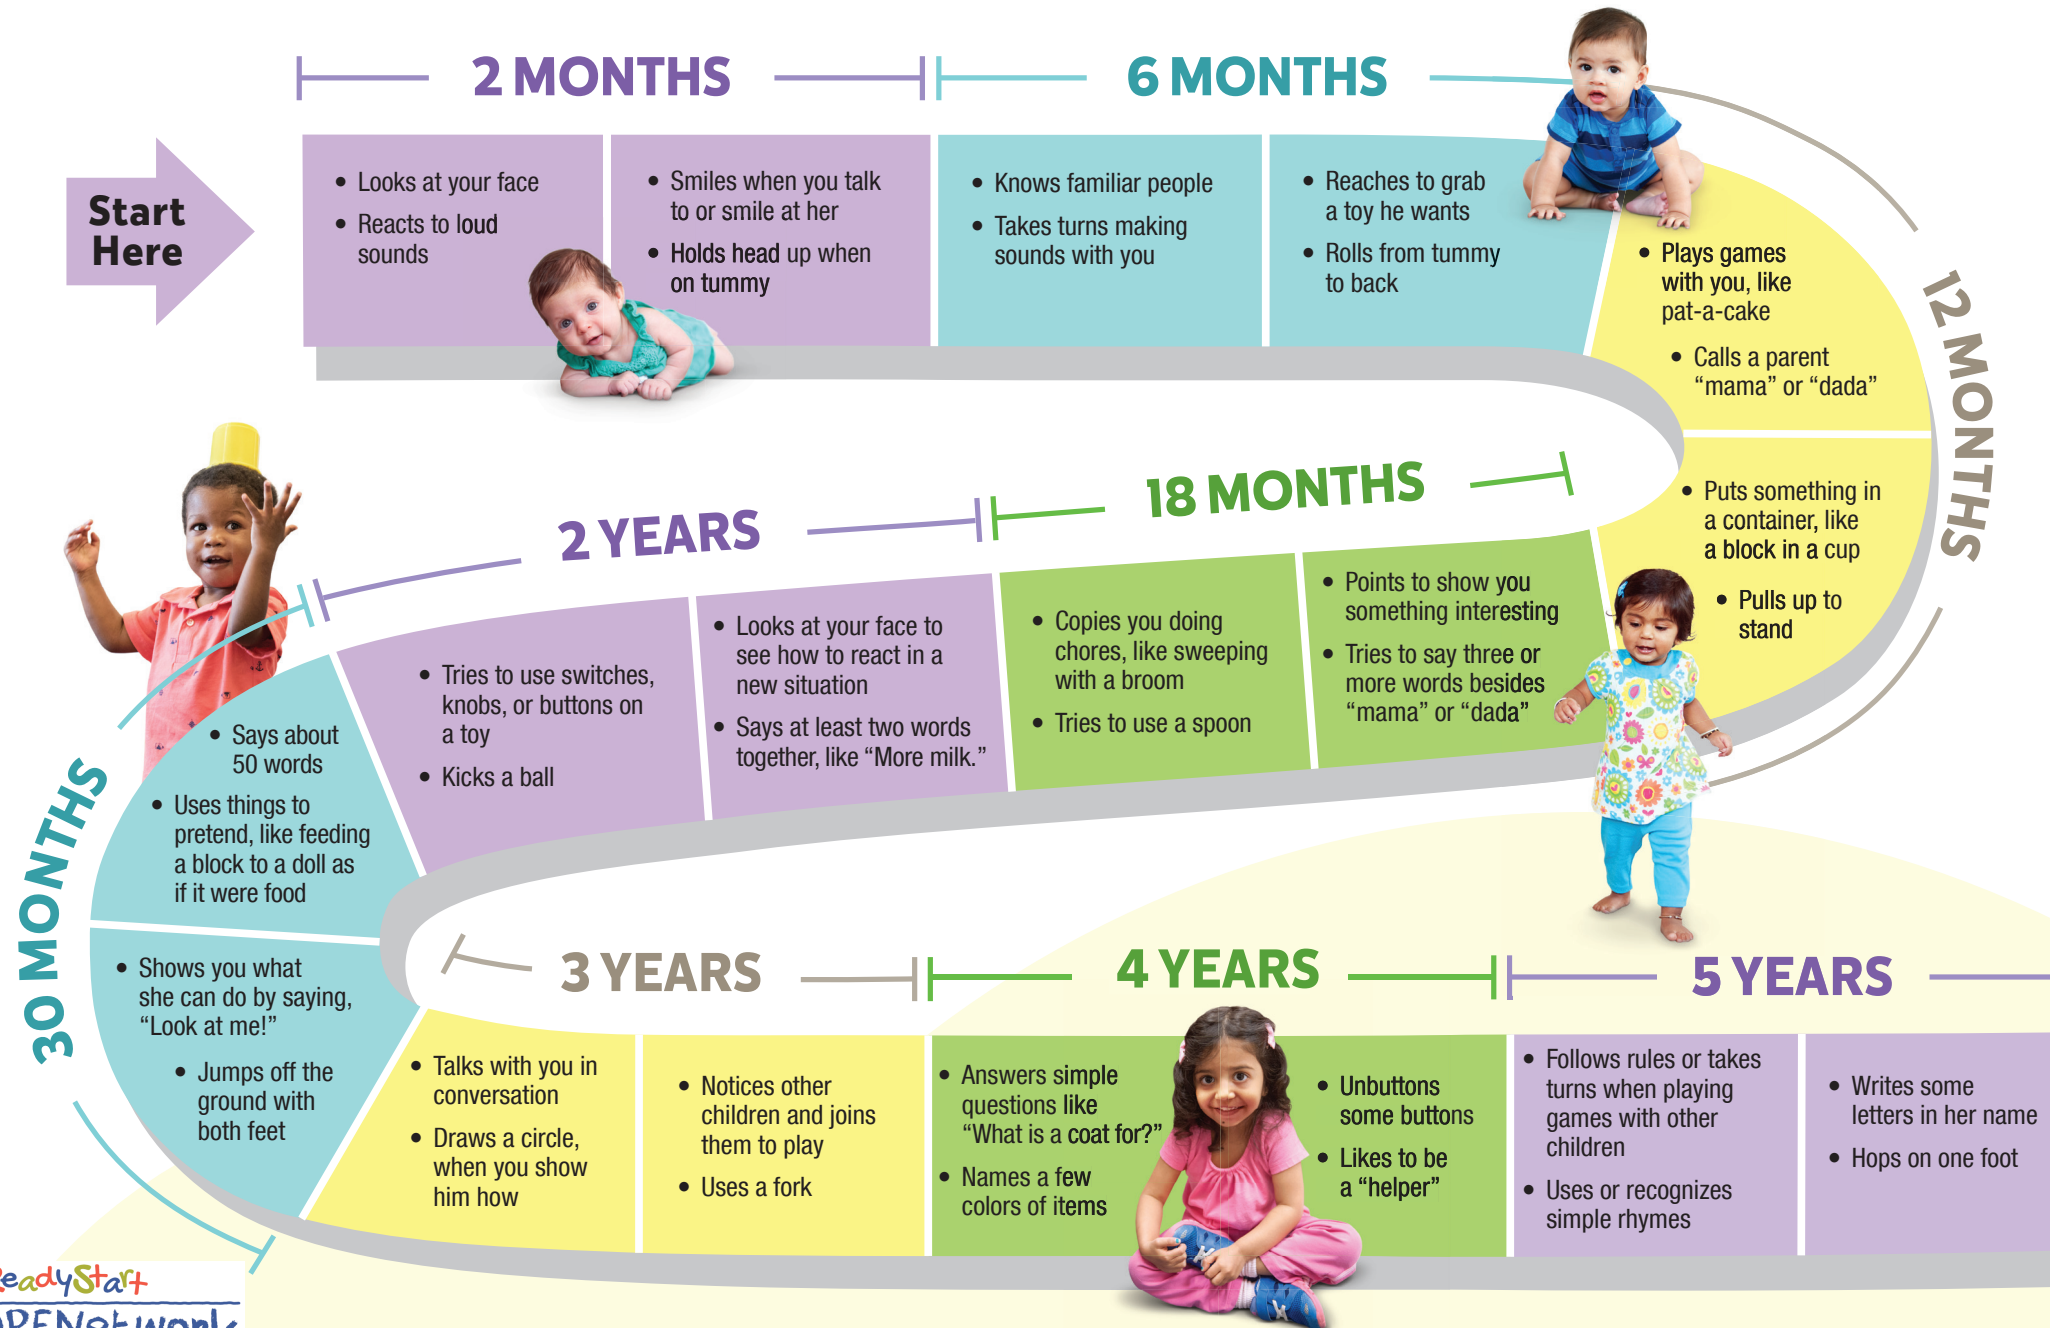 2 MONTHS
6 MONTHS
Start
Here
• Looks at your face
• Reacts to loud
sounds
• Smiles when you talk
to or smile at her
• Holds head up when
on tummy
• Knows familiar people
• Takes turns making
sounds with you
• Reaches to grab
a toy he wants
• Rolls from tummy
to back
12 MONTHS
• Plays games
with you, like
pat-a-cake
• Calls a parent
“mama” or “dada”
• Puts something in
a container, like
a block in a cup
• Pulls up to
stand
18 MONTHS
• Points to show you
something interesting
• Tries to say three or
more words besides
“mama” or “dada”
• Copies you doing
chores, like sweeping
with a broom
• Tries to use a spoon
2 YEARS
• Looks at your face to
see how to react in a
new situation
• Says at least two words
together, like “More milk.”
• Tries to use switches,
knobs, or buttons on
a toy
• Kicks a ball
30 MONTHS
• Says about
50 words
• Uses things to
pretend, like feeding
a block to a doll as
if it were food
• Shows you what
she can do by saying,
“Look at me!”
• Jumps off the
ground with
both feet
3 YEARS
• Talks with you in
conversation
• Draws a circle,
when you show
him how
• Notices other
children and joins
them to play
• Uses a fork
4 YEARS
• Answers simple
questions like
“What is a coat for?”
• Names a few
colors of items
• Unbuttons
some buttons
• Likes to be
a “helper”
5 YEARS
• Follows rules or takes
turns when playing
games with other
children
• Uses or recognizes
simple rhymes
• Writes some
letters in her name
• Hops on one foot
eadyStart